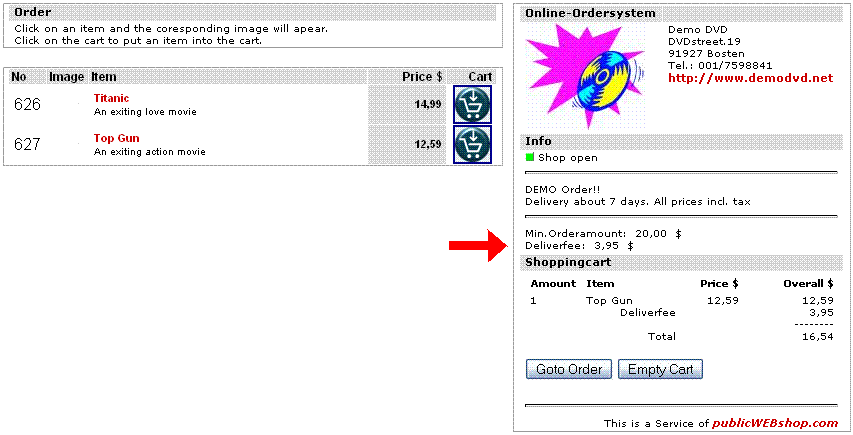 Order
Click on an item and the coresponding image will apear.
Click on the cart to put an item into the cart.
No Image Item Price $ Cart
626 Titanic 14,99
An exiting love movie
627 Top Gun 12,59
An exiting action movie
Online-Ordersystem
Demo DVD
DVDstreet.19
91927 Bosten
Tel.: 001/7598841
http://www.demodvd.net
Info
Shop open
DEMO Order!!
Delivery about 7 days. All prices incl. tax
Min.Orderamount: 20,00 $
Deliverfee: 3,95 $
Shoppingcart
Amount Item Price $ Overall $
1 Top Gun 12,59 12,59
Deliverfee 3,95
--------
Total 16,54
Goto Order Empty Cart
This is a Service of publicWEBshop.com